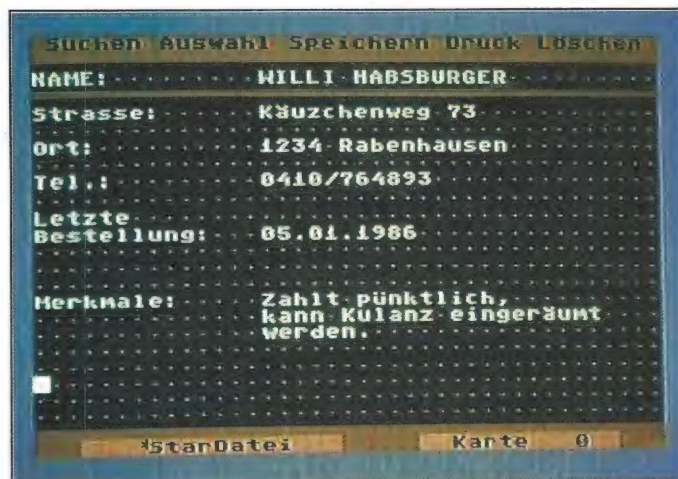 Suchen Auswahl Speichern Druck Löschen
NAME: WILLI HABSBURGER
Strasse: Käuzchenweg 73
Ort: 1234 Rabenhausen
Tel.: 0410/764893
Letzte
Bestellung: 05.01.1986
Merkmale: Zahlt pünktlich,
kann Kulanz eingeräumt
werden.
*StarDatei Karte 0